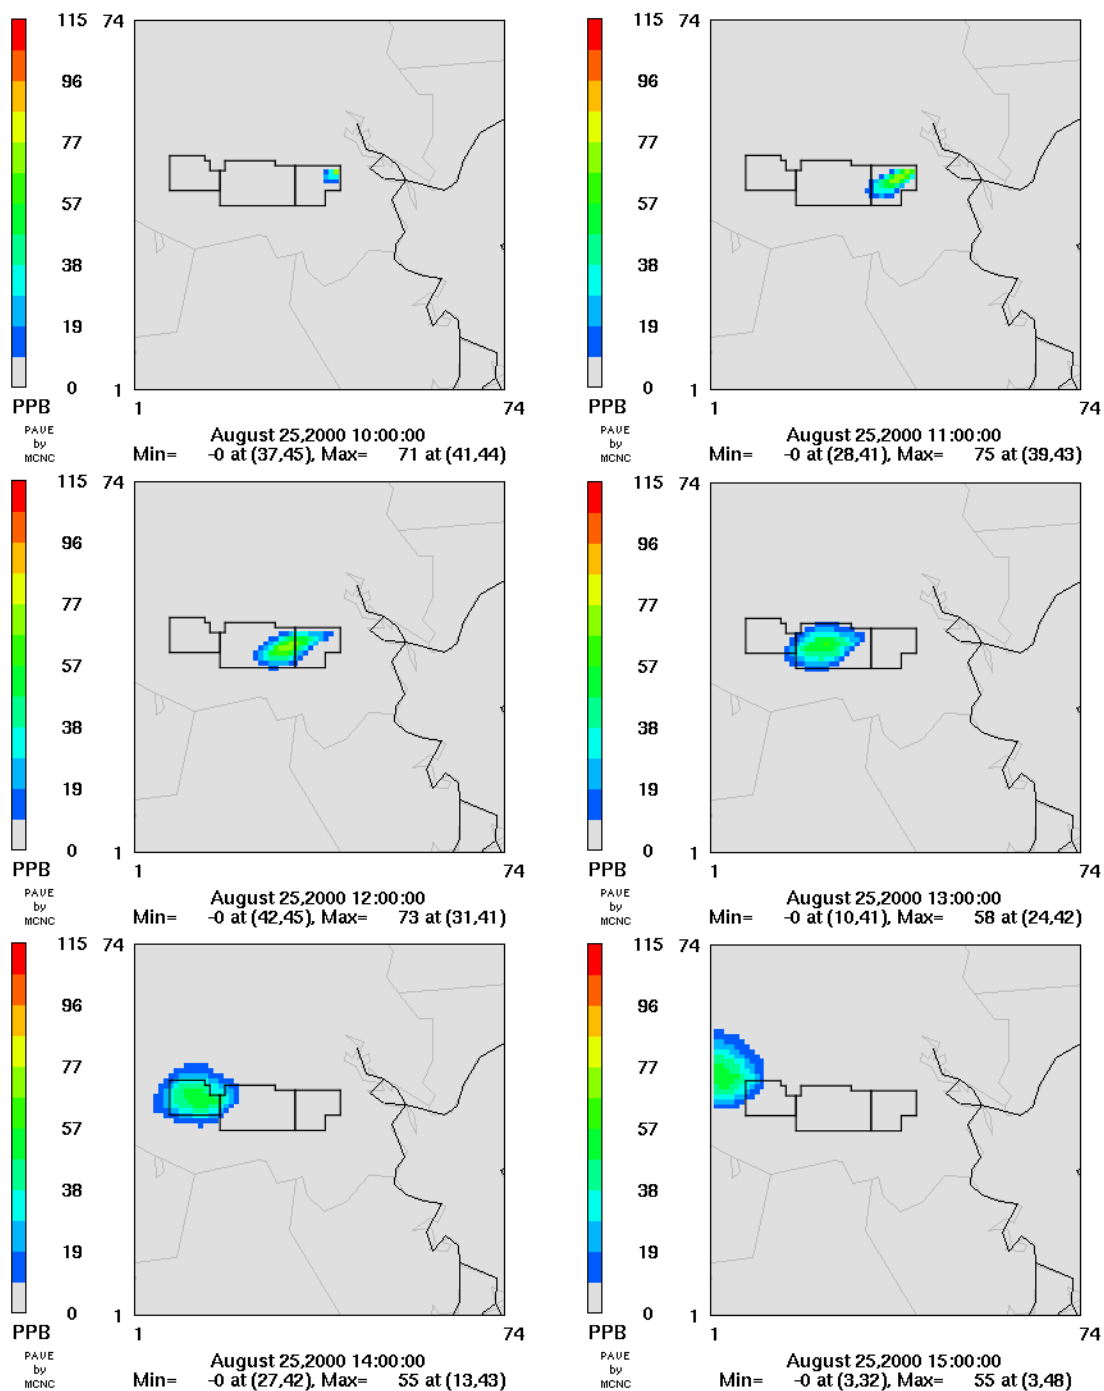 115 74
96
77
57
38
19
0 1
PPB 1 74
PAVE
by
MCNC
August 25,2000 10:00:00
Min= -0 at (37,45), Max= 71 at (41,44)
115 74
96
77
57
38
19
0 1
PPB 1 74
PAVE
by
MCNC
August 25,2000 11:00:00
Min= -0 at (28,41), Max= 75 at (39,43)
115 74
96
77
57
38
19
0 1
PPB 1 74
PAVE
by
MCNC
August 25,2000 12:00:00
Min= -0 at (42,45), Max= 73 at (31,41)
115 74
96
77
57
38
19
0 1
PPB 1 74
PAVE
by
MCNC
August 25,2000 13:00:00
Min= -0 at (10,41), Max= 58 at (24,42)
115 74
96
77
57
38
19
0 1
PPB 1 74
PAVE
by
MCNC
August 25,2000 14:00:00
Min= -0 at (27,42), Max= 55 at (13,43)
115 74
96
77
57
38
19
0 1
PPB 1 74
PAVE
by
MCNC
August 25,2000 15:00:00
Min= -0 at (3,32), Max= 55 at (3,48)